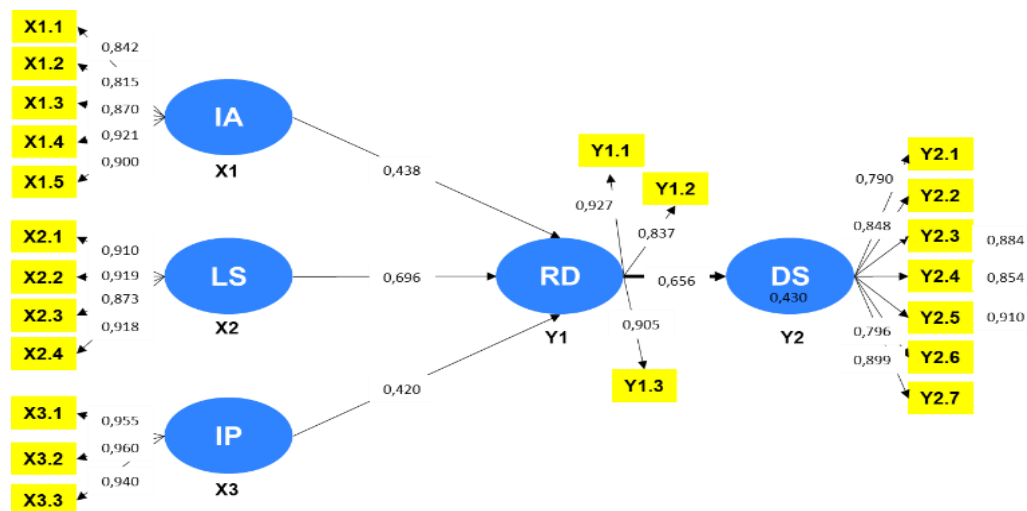 X1.1
0,842
X1.2
0,815
X1.3
0,870
X1.4
0,921
X1.5
0,900
IA
X1
0,438
X2.1
0,910
X2.2
0,919
X2.3
0,873
X2.4
0,918
LS
X2
0,696
X3.1
0,955
X3.2
0,960
X3.3
0,940
IP
X3
0,420
RD
Y1
Y1.1
0,927
Y1.2
0,837
0,905
Y1.3
0,656
DS
0,430
Y2
0,790
Y2.1
0,848
Y2.2
Y2.3
0,884
Y2.4
0,854
Y2.5
0,910
0,796
Y2.6
0,899
Y2.7